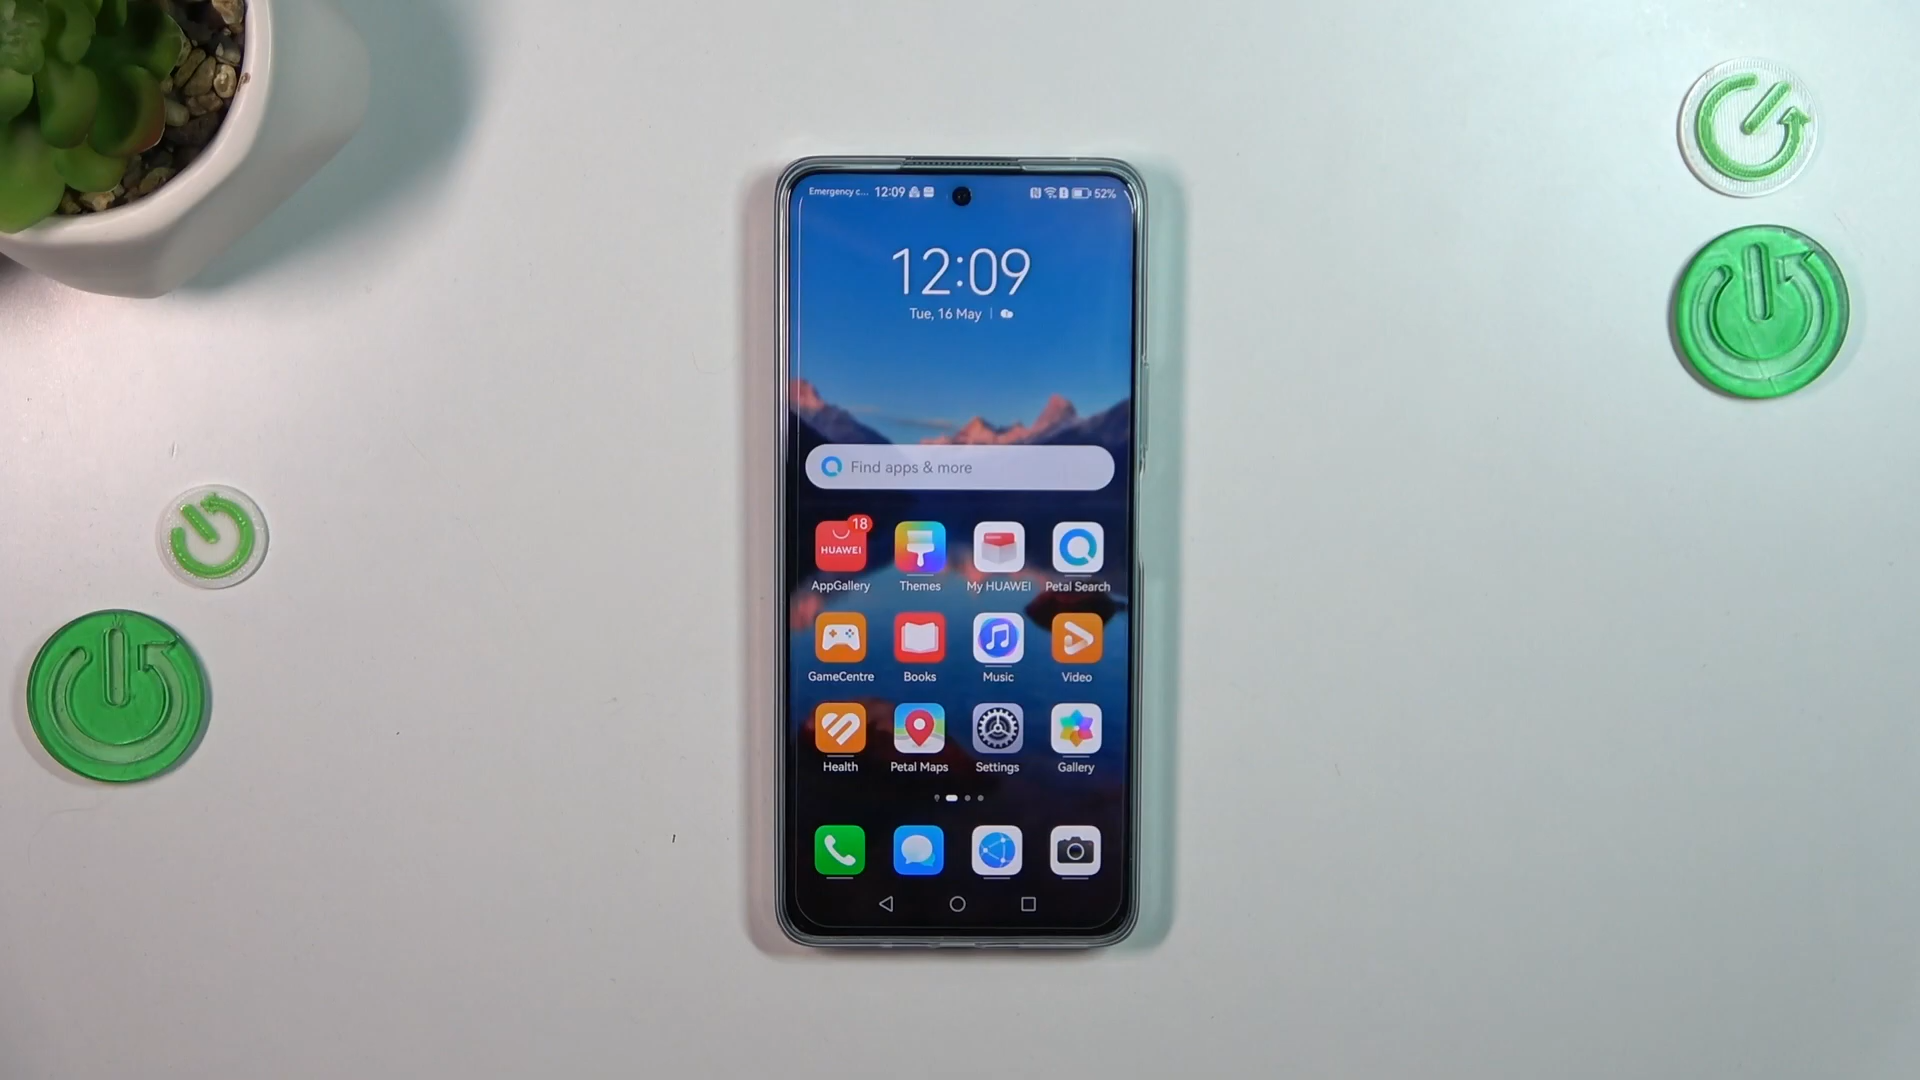 Emergency c... 12:09 52%
12:09
Tue, 16 May
Find apps & more
18
HUAWEI
AppGallery Themes My HUAWEI Petal Search
GameCentre Books Music Video
Health Petal Maps Settings Gallery